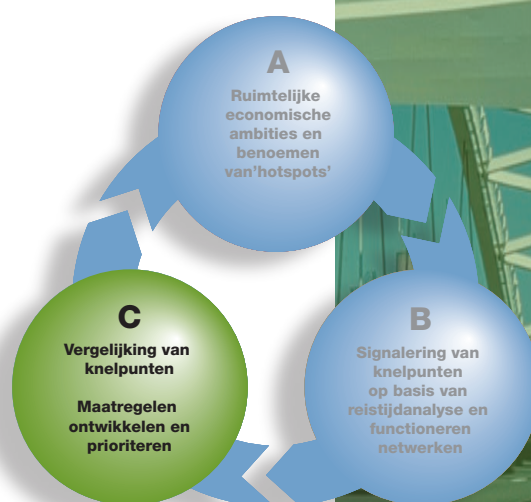 A
Ruimtelijke
economische
ambities en
benoemen
van'hotspots'
B
Signalering van
knelpunten
op basis van
reistijdanalyse en
functioneren
netwerken
C
Vergelijking van
knelpunten
Maatregelen
ontwikkelen en
prioriteren